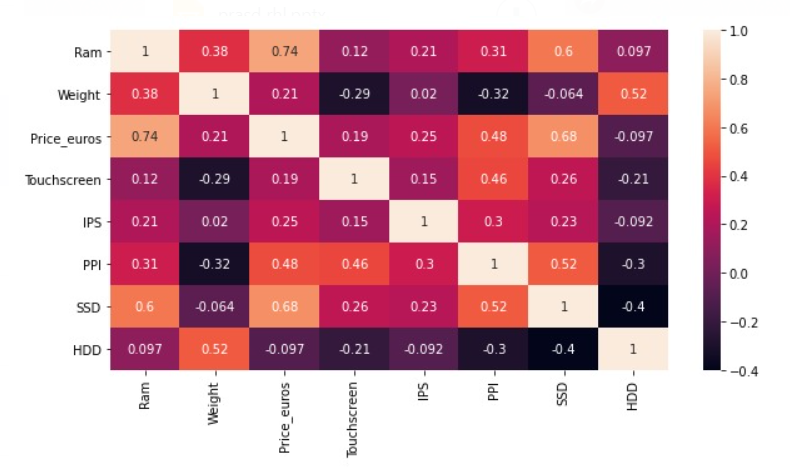 1.0
Ram 1 0.38 0.74 0.12 0.21 0.31 0.6 0.097
0.8
Weight 0.38 1 0.21 -0.29 0.02 -0.32 -0.064 0.52
Price_euros 0.74 0.21 1 0.19 0.25 0.48 0.68 -0.097
0.6
Touchscreen 0.12 -0.29 0.19 1 0.15 0.46 0.26 -0.21
0.4
IPS 0.21 0.02 0.25 0.15 1 0.3 0.23 -0.092
0.2
PPI 0.31 -0.32 0.48 0.46 0.3 1 0.52 -0.3
0.0
SSD 0.6 -0.064 0.68 0.26 0.23 0.52 1 -0.4
−0.2
HDD 0.097 0.52 -0.097 -0.21 -0.092 -0.3 -0.4 1
−0.4
Ram Weight Price_euros Touchscreen IPS PPI SSD HDD